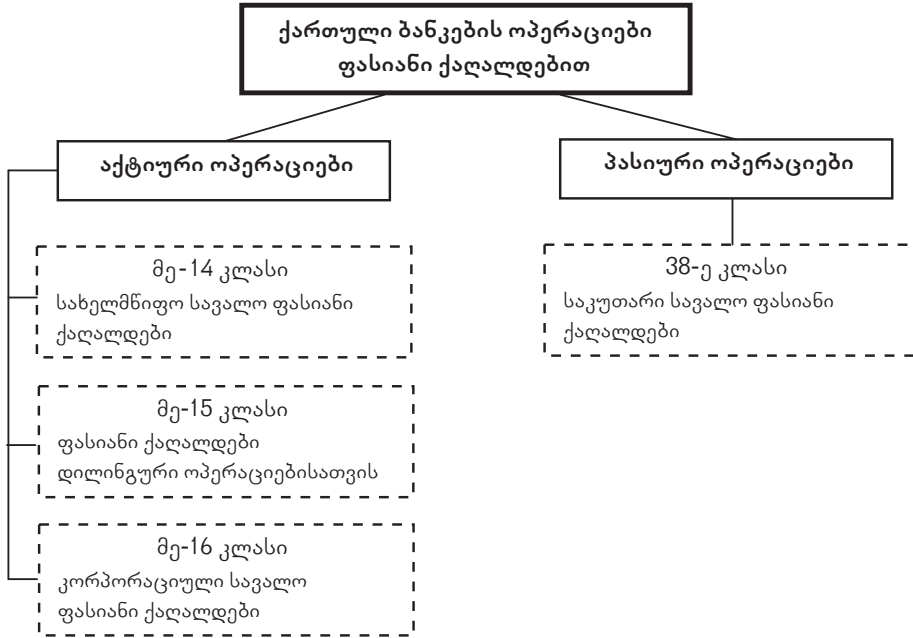 ქართული ბანკების ოპერაციები
ფასიანი ქაღალდებით
აქტიური ოპერაციები
პასიური ოპერაციები
მე-14 კლასი
სახელმწიფო სავალო ფასიანი
ქაღალდები
38-ე კლასი
საკუთარი სავალო ფასიანი
ქაღალდები
მე-15 კლასი
ფასიანი ქაღალდები
დილინგური ოპერაციებისათვის
მე-16 კლასი
კორპორაციული სავალო
ფასიანი ქაღალდები